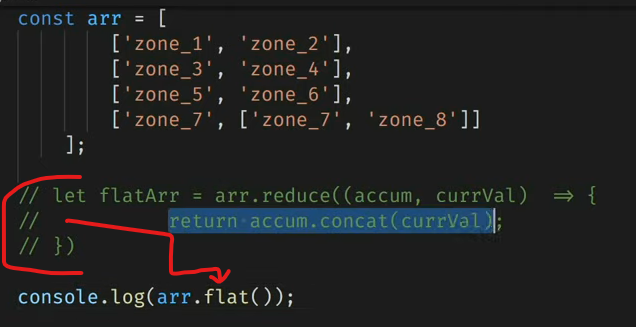 const arr = [
['zone_1', 'zone_2'],
['zone_3', 'zone_4'],
['zone_5', 'zone_6'],
['zone_7', ['zone_7', 'zone_8']]
];
// let flatArr = arr.reduce((accum, currVal) => {
// return accum.concat(currVal);
// })
console.log(arr.flat());